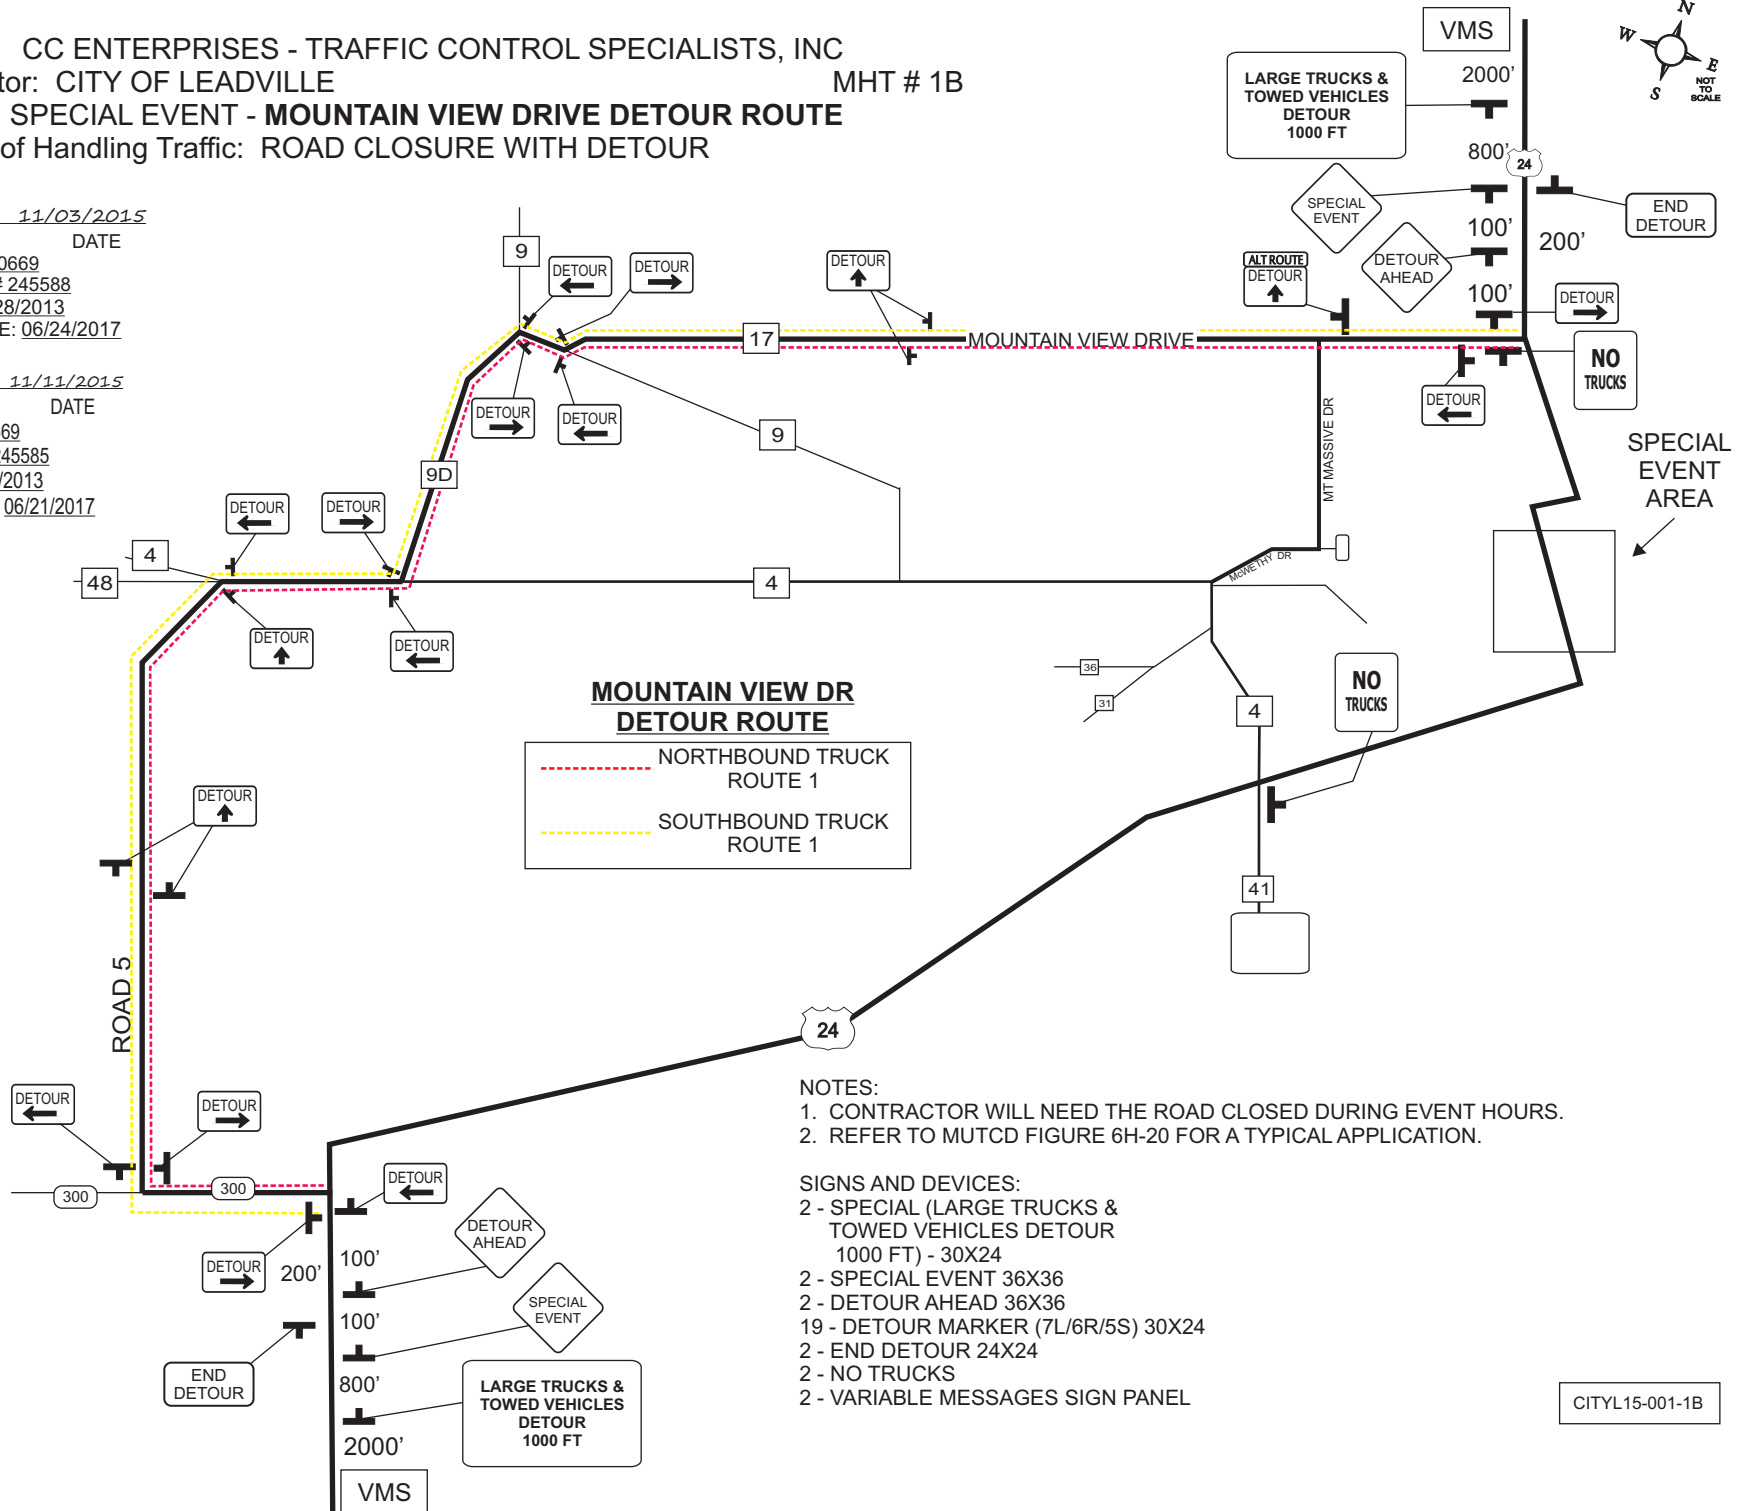 CC ENTERPRISES - TRAFFIC CONTROL SPECIALISTS, INC
tor: CITY OF LEADVILLE
MHT # 1B
SPECIAL EVENT - MOUNTAIN VIEW DRIVE DETOUR ROUTE
of Handling Traffic: ROAD CLOSURE WITH DETOUR
11/03/2015
DATE
0669
# 245588
28/2013
E: 06/24/2017
11/11/2015
DATE
69
245585
/2013
06/21/2017
VMS
N
W
E
S
NOT
TO
SCALE
2000'
LARGE TRUCKS &
TOWED VEHICLES
DETOUR
1000 FT
800'
24
SPECIAL
EVENT
END
DETOUR
100'
200'
DETOUR
AHEAD
100'
ALT ROUTE
DETOUR
DETOUR
NO
TRUCKS
DETOUR
9
DETOUR
DETOUR
DETOUR
17
MOUNTAIN VIEW DRIVE
DETOUR
DETOUR
9
MT MASSIVE DR
SPECIAL
EVENT
AREA
9D
DETOUR
DETOUR
4
48
4
McWETHY DR
DETOUR
DETOUR
36
31
4
NO
TRUCKS
MOUNTAIN VIEW DR
DETOUR ROUTE
NORTHBOUND TRUCK
ROUTE 1
SOUTHBOUND TRUCK
ROUTE 1
DETOUR
41
ROAD 5
24
DETOUR
DETOUR
300
300
DETOUR
DETOUR
AHEAD
DETOUR
200'
100'
SPECIAL
EVENT
100'
END
DETOUR
800'
LARGE TRUCKS &
TOWED VEHICLES
DETOUR
1000 FT
2000'
VMS
NOTES:
1. CONTRACTOR WILL NEED THE ROAD CLOSED DURING EVENT HOURS.
2. REFER TO MUTCD FIGURE 6H-20 FOR A TYPICAL APPLICATION.
SIGNS AND DEVICES:
2 - SPECIAL (LARGE TRUCKS &
TOWED VEHICLES DETOUR
1000 FT) - 30X24
2 - SPECIAL EVENT 36X36
2 - DETOUR AHEAD 36X36
19 - DETOUR MARKER (7L/6R/5S) 30X24
2 - END DETOUR 24X24
2 - NO TRUCKS
2 - VARIABLE MESSAGES SIGN PANEL
CITYL15-001-1B